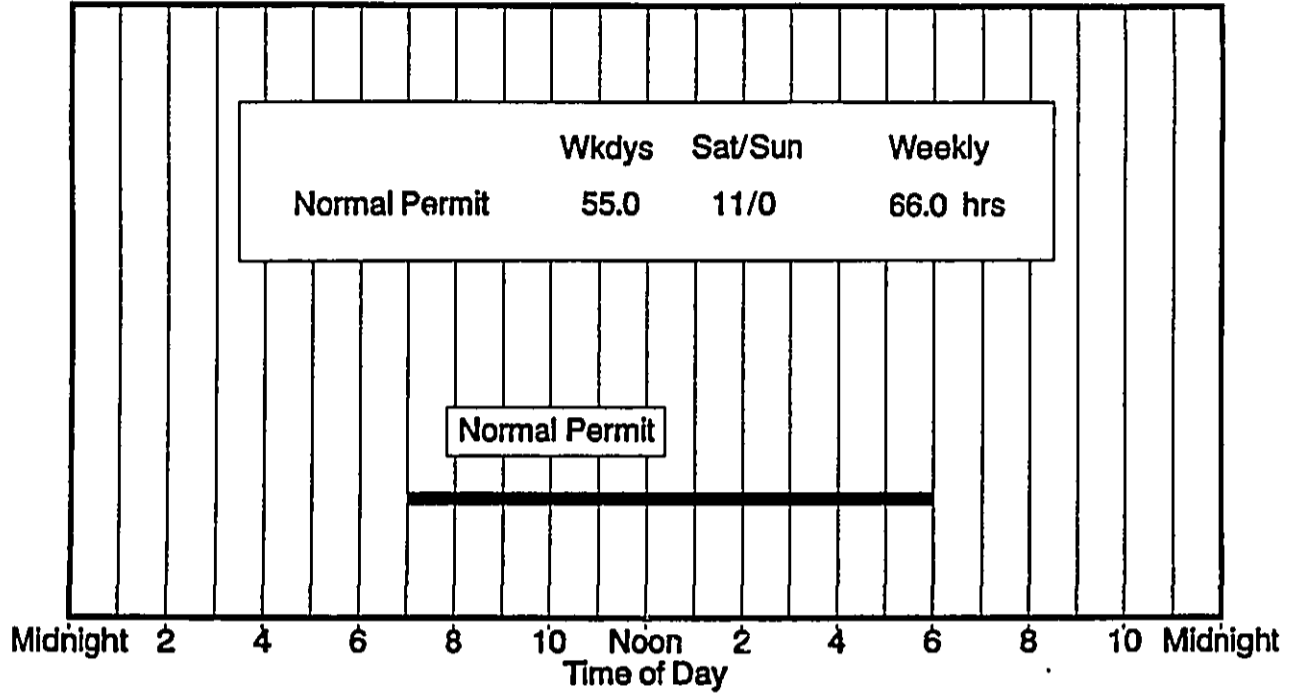 Wkdys Sat/Sun Weekly
Normal Permit 55.0 11/0 66.0 hrs
Normal Permit
Midnight 2 4 6 8 10 Noon 2 4 6 8 10 Midnight
Time of Day